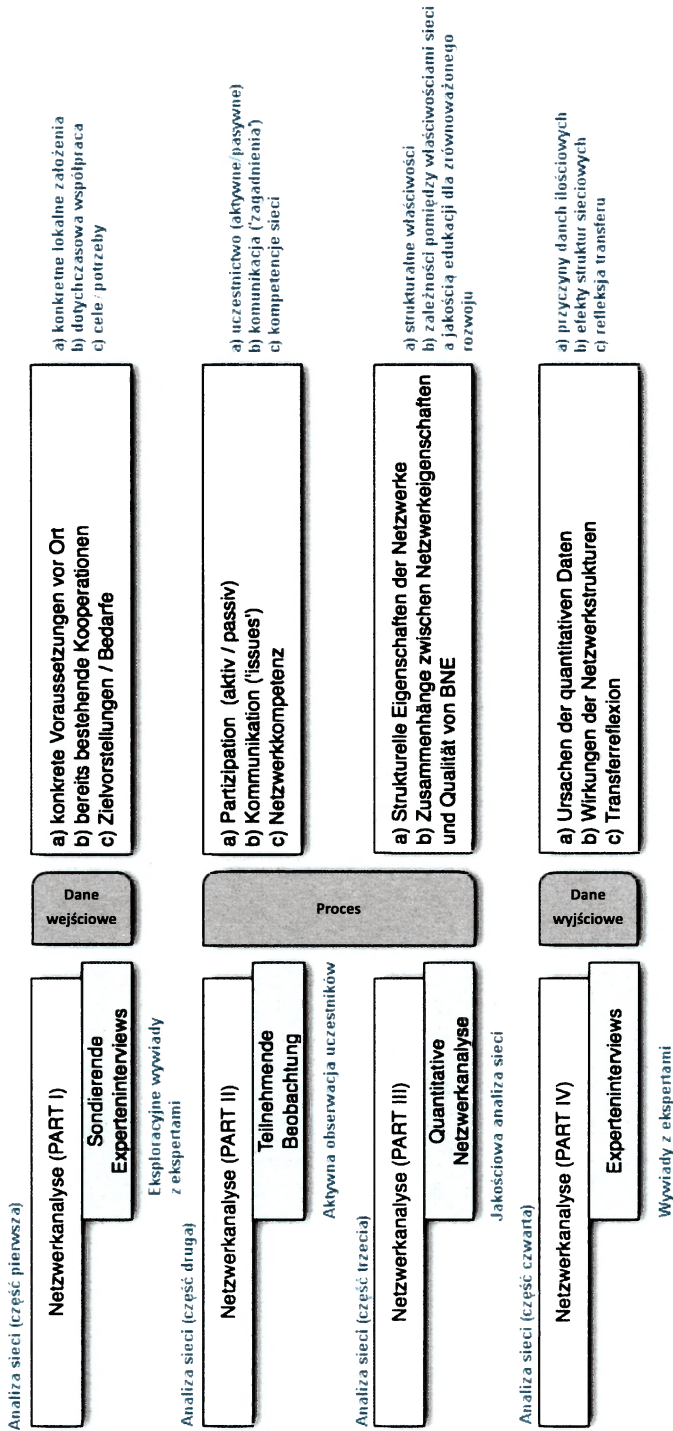 Analiza sieci (część pierwsza)
Netzwerkanalyse (PART I)
Sondierende
Experteninterviews
Eksploracyjne wywiady
z ekspertami
Dane
wejściowe
a) konkrete Voraussetzungen vor Ort
b) bereits bestehende Kooperationen
c) Zielvorstellungen / Bedarfe
a) konkretne lokalne założenia
b) dotychczasowa współpraca
c) cele / potrzeby
Analiza sieci (część druga)
Netzwerkanalyse (PART II)
Teilnehmende
Beobachtung
Aktywna obserwacja uczestników
Proces
a) Partizipation (aktiv / passiv)
b) Kommunikation ('issues')
c) Netzwerkkompetenz
a) uczestnictwo (aktywne/pasywne)
b) komunikacja ('zagadnienia')
c) kompetencje sieci
Analiza sieci (część trzecia)
Netzwerkanalyse (PART III)
Quantitative
Netzwerkanalyse
Jakościowa analiza sieci
a) Strukturelle Eigenschaften der Netzwerke
b) Zusammenhänge zwischen Netzwerkeigenschaften
und Qualität von BNE
a) strukturalne właściwości
b) zależności pomiędzy właściwościami sieci
a jakością edukacji dla zrównoważonego
rozwoju
Analiza sieci (część czwarta)
Netzwerkanalyse (PART IV)
Experteninterviews
Wywiady z ekspertami
Dane
wyjściowe
a) Ursachen der quantitativen Daten
b) Wirkungen der Netzwerkstrukturen
c) Transferreflexion
a) przyczyny danch ilościowych
b) efekty struktur sieciowych
c) refleksja transferu